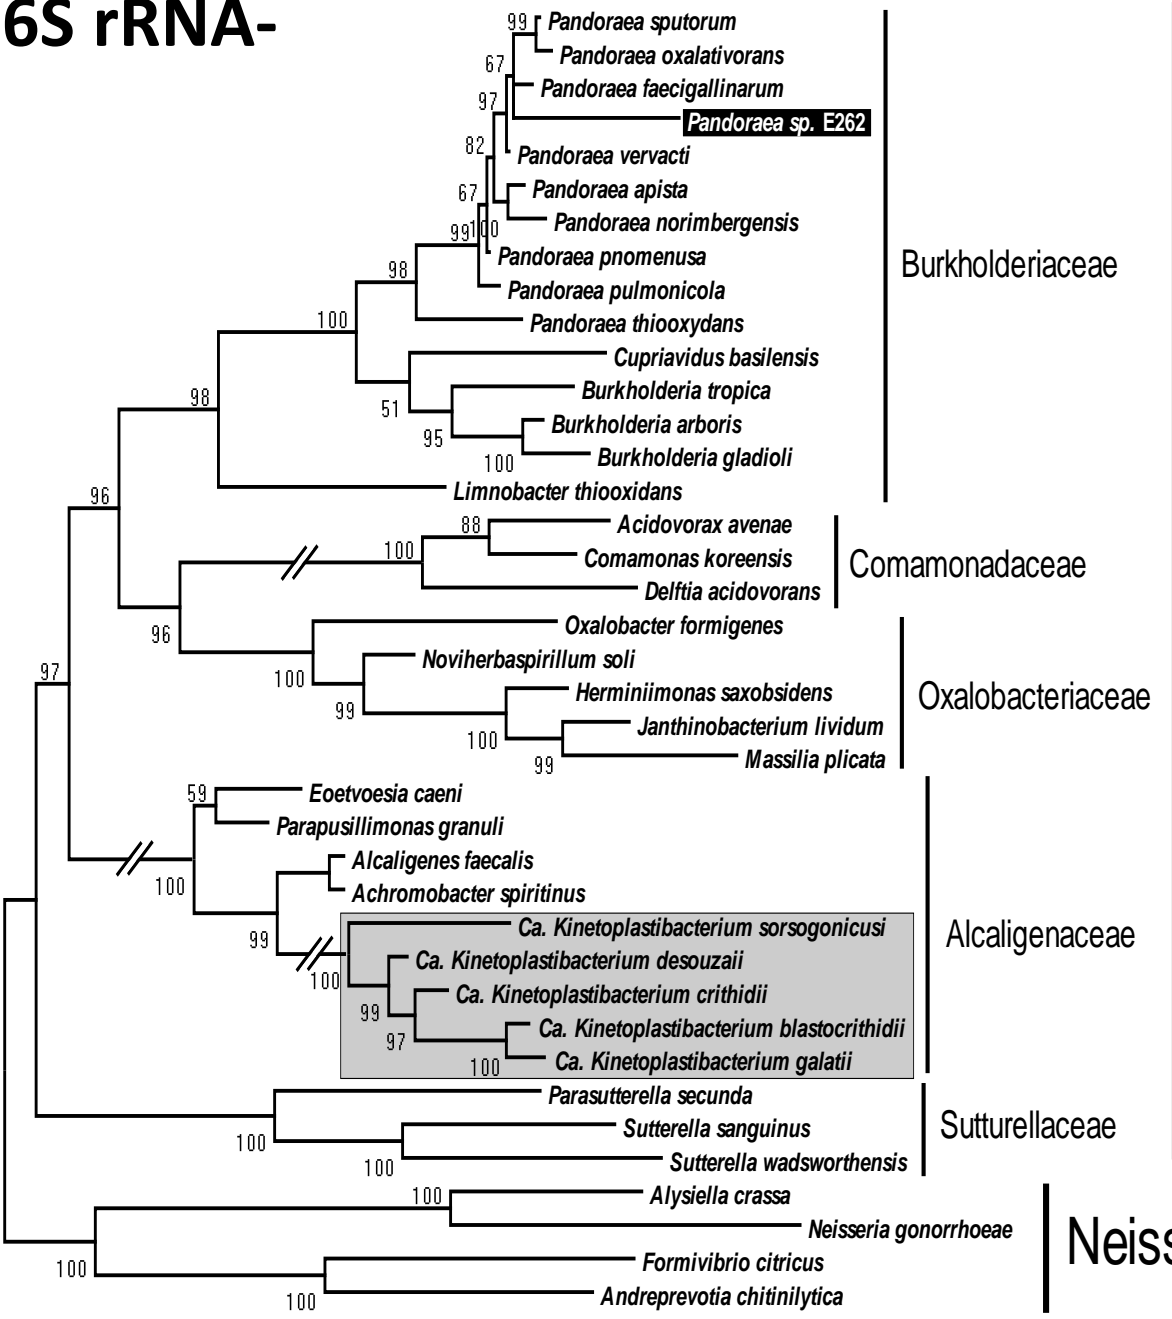 6S rRNA-
99
Pandoraea sputorum
Pandoraea oxalativorans
67
Pandoraea faecigallinarum
97
Pandoraea sp. E262
82
Pandoraea vervacti
67
Pandoraea apista
99
100
Pandoraea norimbergensis
Pandoraea pnomenusa
98
Pandoraea pulmonicola
100
Pandoraea thiooxydans
Cupriavidus basilensis
98
51
Burkholderia tropica
95
Burkholderia arboris
100
Burkholderia gladioli
Limnobacter thiooxidans
Burkholderiaceae
96
88
Acidovorax avenae
100
Comamonas koreensis
Delftia acidovorans
Comamonadaceae
96
Oxalobacter formigenes
100
Noviherbaspirillum soli
99
Herminiimonas saxobsidens
100
Janthinobacterium lividum
99
Massilia plicata
Oxalobacteriaceae
97
59
Eoetvoesia caeni
Parapusillimonas granuli
100
Alcaligenes faecalis
Achromobacter spiritinus
99
100
Ca. Kinetoplastibacterium sorsogonicusi
Ca. Kinetoplastibacterium desouzaii
99
Ca. Kinetoplastibacterium crithidii
97
Ca. Kinetoplastibacterium blastocrithidii
100
Ca. Kinetoplastibacterium galatii
Alcaligenaceae
Parasutterella secunda
100
Sutterella sanguinus
100
Sutterella wadsworthensis
Sutturellaceae
100
Alysiella crassa
Neisseria gonorrhoeae
100
Formivibrio citricus
100
Andreprevotia chitinilytica
Neiss